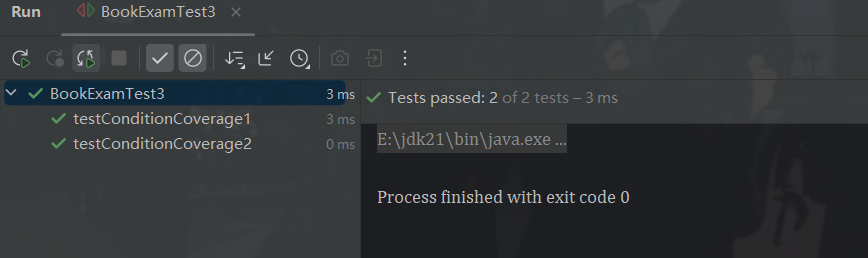 Run
BookExamTest3
BookExamTest3 3 ms
testConditionCoverage1 3 ms
testConditionCoverage2 0 ms
Tests passed: 2 of 2 tests – 3 ms
E:\jdk21\bin\java.exe ...
Process finished with exit code 0